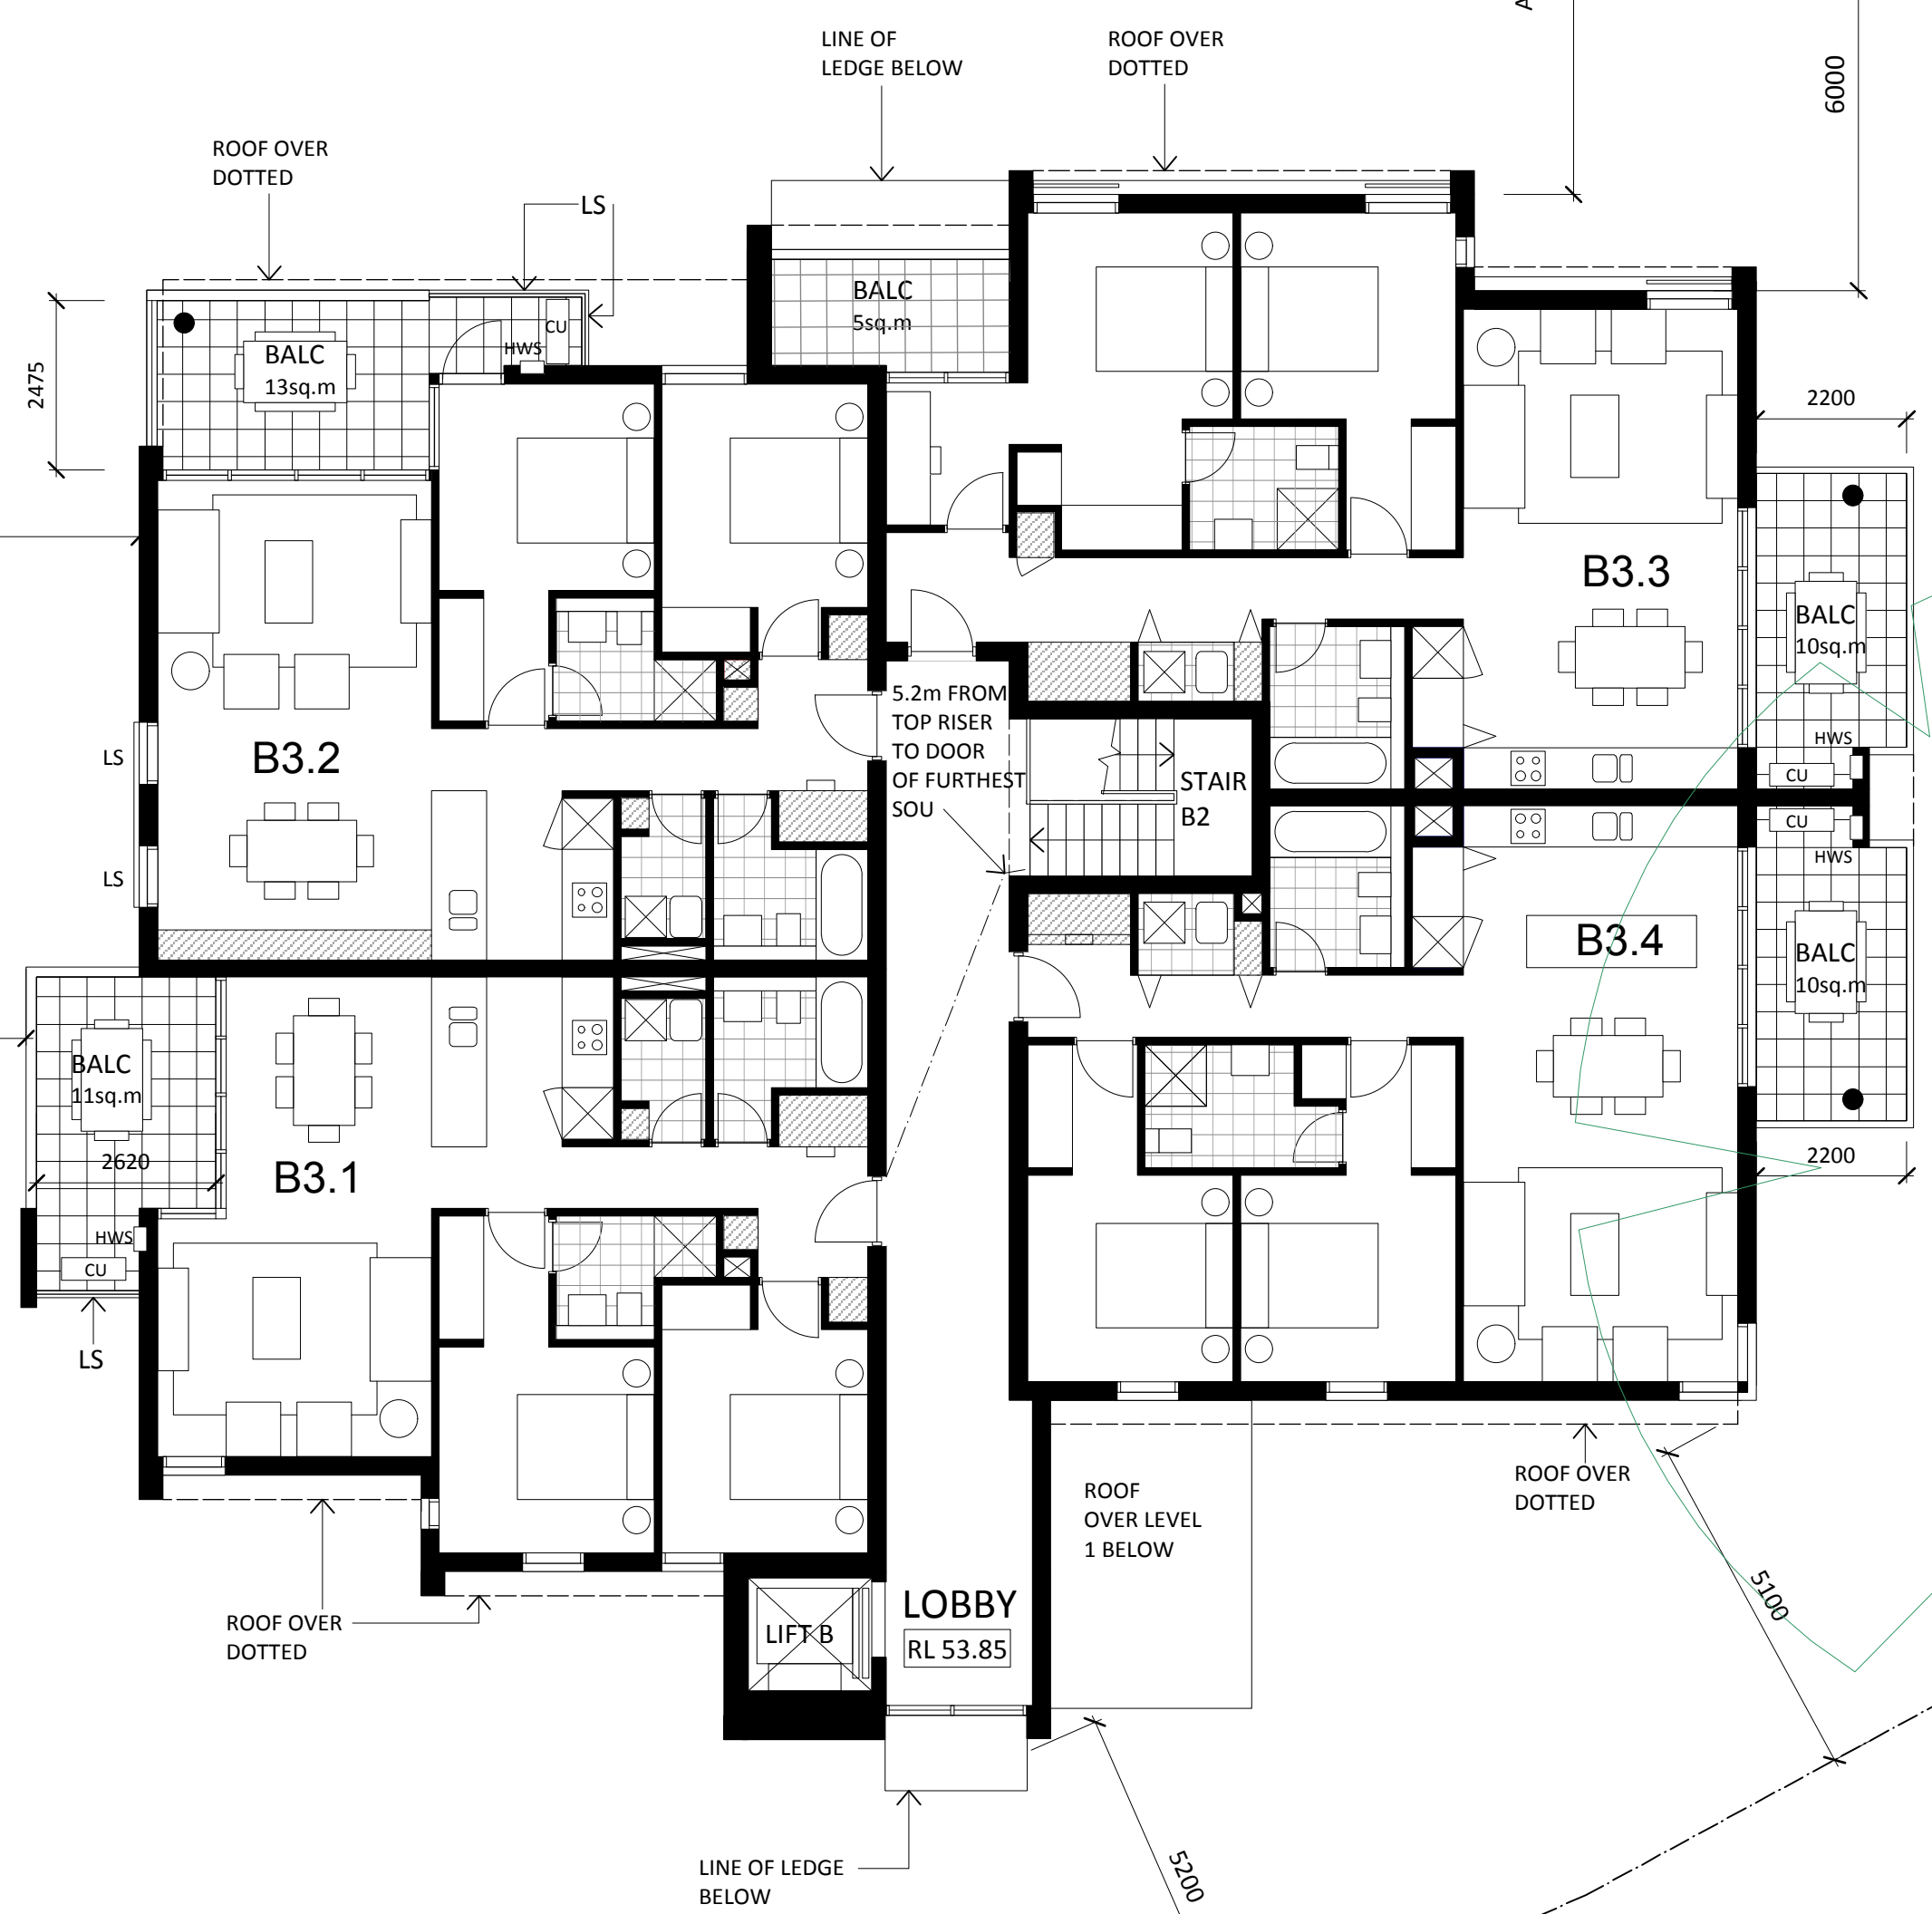 A
LINE OF
LEDGE BELOW
ROOF OVER
DOTTED
6000
ROOF OVER
DOTTED
LS
BALC
5sq.m
CU
HWS
BALC
13sq.m
2475
2200
B3.3
BALC
10sq.m
5.2m FROM
TOP RISER
TO DOOR
OF FURTHEST
SOU
LS
B3.2
STAIR
B2
HWS
CU
CU
HWS
LS
B3.4
BALC
10sq.m
BALC
11sq.m
2620
B3.1
2200
HWS
CU
LS
ROOF OVER
DOTTED
ROOF
OVER LEVEL
1 BELOW
5100
ROOF OVER
DOTTED
LIFT B
LOBBY
RL 53.85
LINE OF LEDGE
BELOW
5200